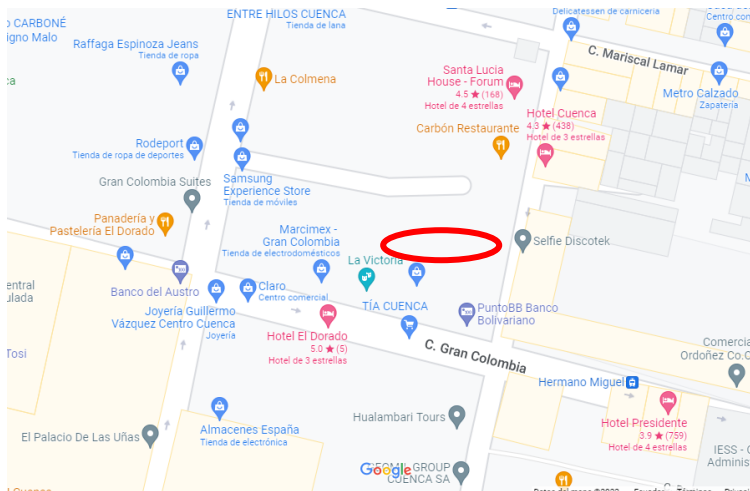 CARBONÉ
igno Malo
ENTRE HILOS CUENCA
Tienda de lana
Delicatessen de carnicería
Centro con
Raffaga Espinoza Jeans
Tienda de ropa
La Colmena
C. Mariscal Lamar
Santa Lucia
House - Forum
4.5 ★ (168)
Hotel de 4 estrellas
Metro Calzado
Zapatería
Hotel Cuenca
4.3 ★ (438)
Hotel de 3 estrellas
Carbón Restaurante
Rodeport
Tienda de ropa de deportes
Samsung
Experience Store
Tienda de móviles
Gran Colombia Suites
Panadería y
Pastelería El Dorado
Marcimex -
Gran Colombia
Tienda de electrodomésticos
Selfie Discotek
La Victoria
Banco del Austro
Claro
Centro comercial
entral
ulada
TÍA CUENCA
PuntoBB Banco
Bolivariano
Joyería Guillermo
Vázquez Centro Cuenca
Joyería
Hotel El Dorado
5.0 ★ (5)
Hotel de 3 estrellas
C. Gran Colombia
Comercia
Ordoñez Co.C
Tosi
Hermano Miguel
Almacenes España
Tienda de electrónica
Hualambari Tours
Hotel Presidente
3.9 ★ (759)
Hotel de 4 estrellas
El Palacio De Las Uñas
IESS - C
Adminis
Google
GROUP
CUENCA SA